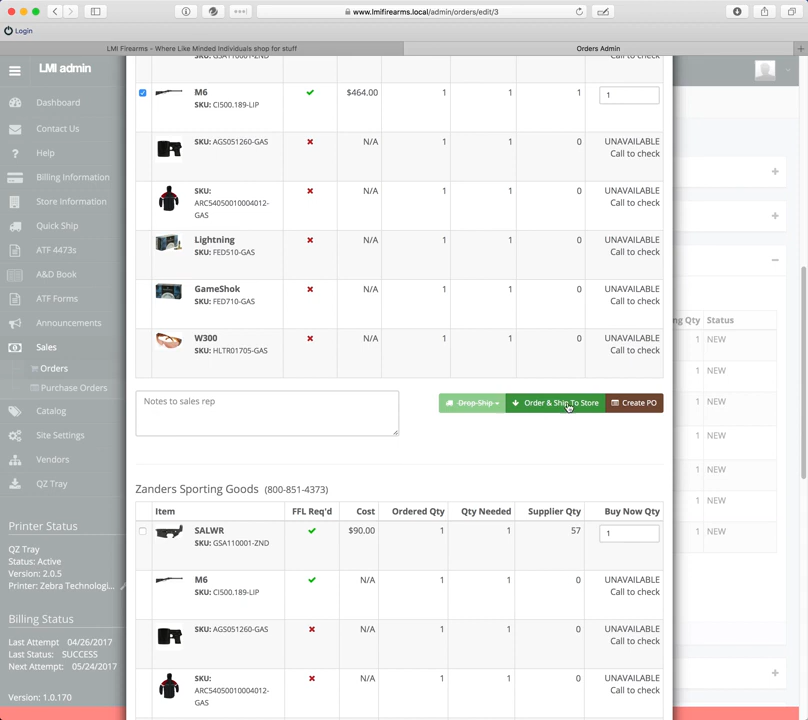 www.lmifirearms.local/admin/orders/edit/3
Login
LMI Firearms - Where Like Minded Individuals shop for stuff
Orders Admin
LMI admin
Dashboard
Contact Us
Help
Billing Information
Store Information
Quick Ship
ATF 4473s
A&D Book
ATF Forms
Announcements
Sales
Orders
Purchase Orders
Catalog
Site Settings
Vendors
QZ Tray
Printer Status
QZ Tray
Status: Active
Version: 2.0.5
Printer: Zebra Technologi...
Billing Status
Last Attempt 04/26/2017
Last Status: SUCCESS
Next Attempt: 05/24/2017
Version: 1.0.170
SKU: GSA110001-ZND
Call to check
M6 $464.00 1 1 1 1
SKU: CI500.189-LIP
SKU: AGS051260-GAS N/A 1 1 0 UNAVAILABLE
Call to check
SKU: N/A 1 1 0 UNAVAILABLE
ARC54050010004012- Call to check
GAS
Lightning N/A 1 1 0 UNAVAILABLE
SKU: FED510-GAS Call to check
GameShok N/A 1 1 0 UNAVAILABLE
SKU: FED710-GAS Call to check
W300 N/A 1 1 0 UNAVAILABLE
SKU: HLTR01705-GAS Call to check
Notes to sales rep
Drop Ship
Order & Ship To Store
Create PO
Zanders Sporting Goods (800-851-4373)
Item FFL Req'd Cost Ordered Qty Qty Needed Supplier Qty Buy Now Qty
SALWR $90.00 1 1 57 1
SKU: GSA110001-ZND
M6 N/A 1 1 0 UNAVAILABLE
SKU: CI500.189-LIP Call to check
SKU: AGS051260-GAS N/A 1 1 0 UNAVAILABLE
Call to check
SKU: N/A 1 1 0 UNAVAILABLE
ARC54050010004012- Call to check
GAS
ng Qty Status
1 NEW
1 NEW
1 NEW
1 NEW
1 NEW
1 NEW
1 NEW